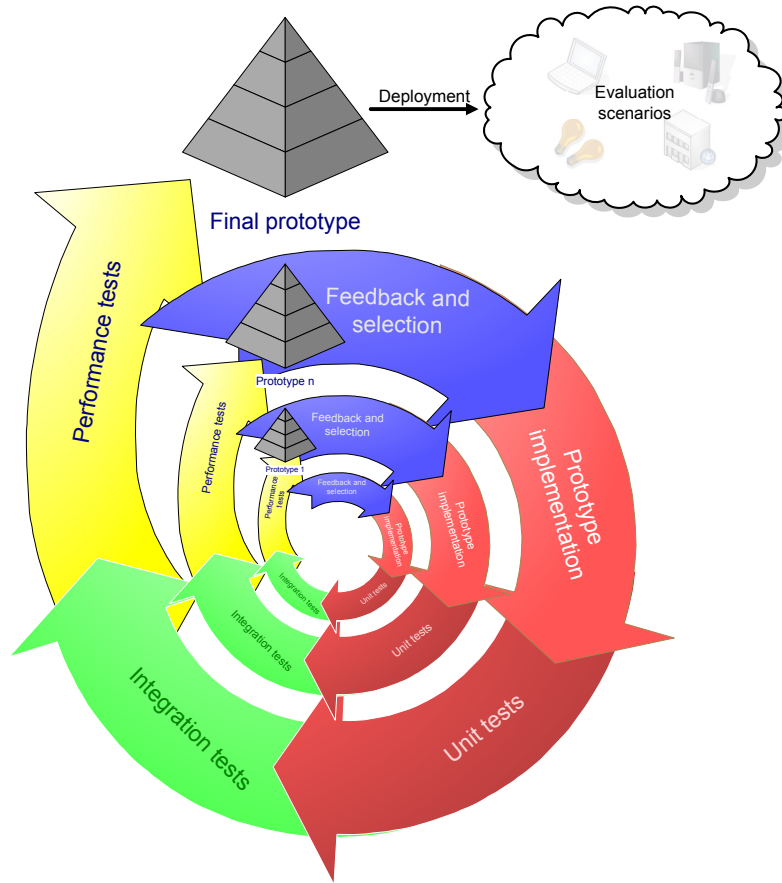 Deployment
Evaluation
scenarios
Final prototype
Performance tests
Feedback and
selection
Prototype
implementation
Unit tests
Integration tests
Prototype n
Performance tests
Feedback and
selection
Prototype
implementation
Unit tests
Integration tests
Prototype 1
Performance
tests
Feedback and
selection
Prototype
implementation
Unit tests
Integration tests